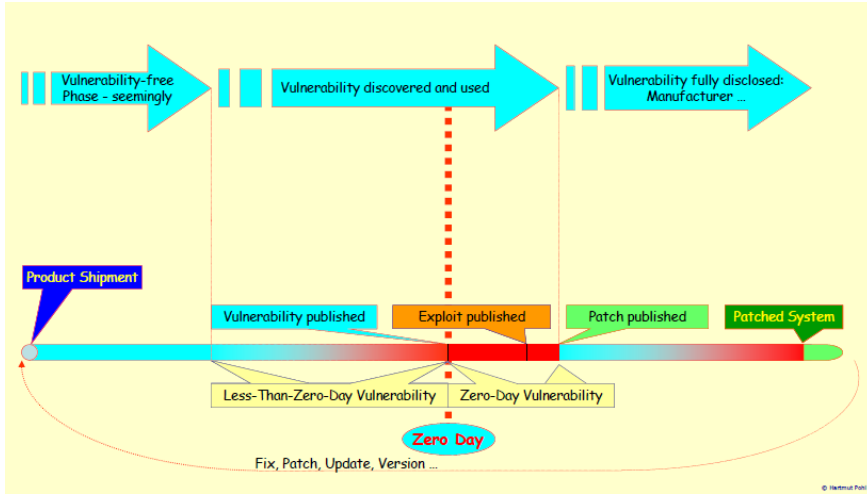 Vulnerability-free
Phase - seemingly
Vulnerability discovered and used
Vulnerability fully disclosed:
Manufacturer ...
Product Shipment
Vulnerability published
Exploit published
Patch published
Patched System
Less-Than-Zero-Day Vulnerability
Zero-Day Vulnerability
Zero Day
Fix, Patch, Update, Version ...
© Hartmut Pohl